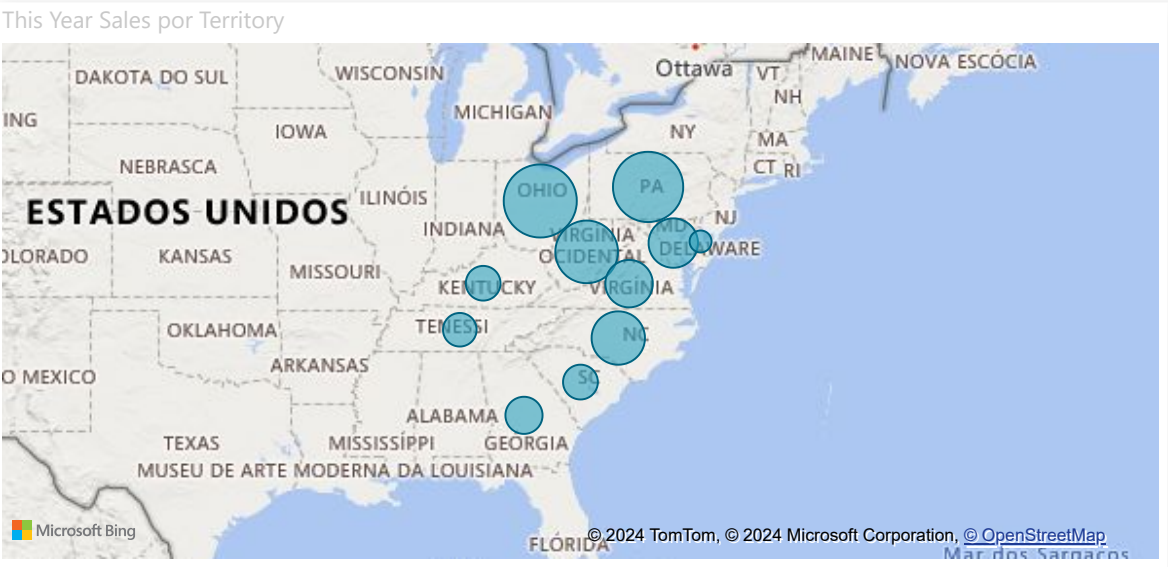 This Year Sales por Territory
MAINE
NOVA ESCÓCIA
DAKOTA DO SUL
WISCONSIN
Ottawa
VT
NH
MICHIGAN
ING
IOWA
NY
MA
NEBRASCA
CT
RI
OHIO
PA
ILINÓIS
ESTADOS UNIDOS
NJ
INDIANA
VIRGÍNIA
OCIDENTAL
MD
DELAWARE
OLORADO
KANSAS
MISSOURI
KENTUCKY
VIRGÍNIA
OKLAHOMA
TENESSI
NC
ARKANSAS
O MEXICO
SC
ALABAMA
TEXAS
MISSISSÍPPI
GEORGIA
MUSEU DE ARTE MODERNA DA LOUISIANA
Microsoft Bing
FLÓRIDA
© 2024 TomTom, © 2024 Microsoft Corporation, © OpenStreetMap
Mar dos Sargaços